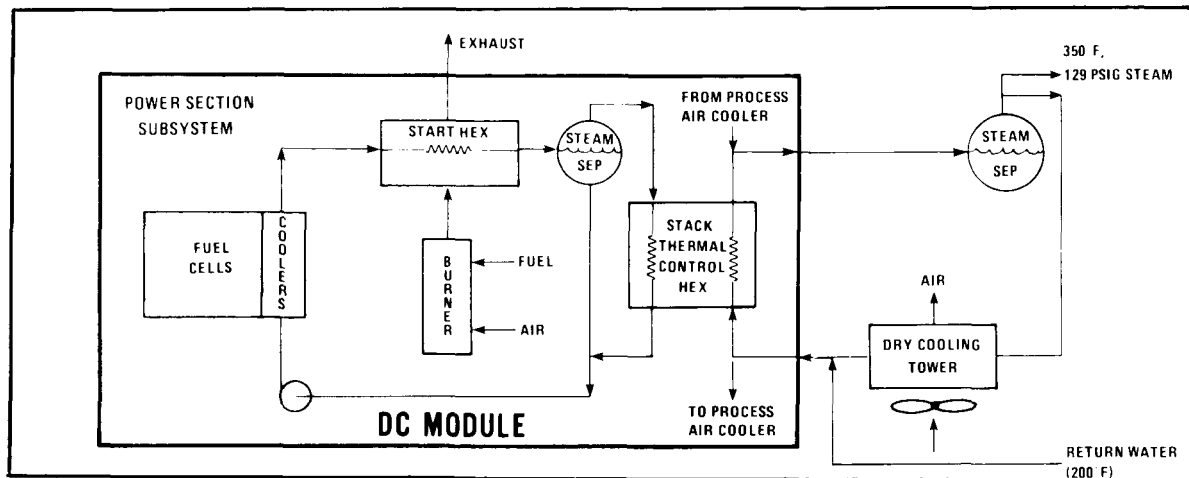 EXHAUST
350 F,
129 PSIG STEAM
POWER SECTION
SUBSYSTEM
START HEX
STEAM
SEP
FROM PROCESS
AIR COOLER
STEAM
SEP
FUEL
CELLS
COOLERS
BURNER
FUEL
AIR
STACK
THERMAL
CONTROL
HEX
AIR
DRY COOLING
TOWER
TO PROCESS
AIR COOLER
DC MODULE
RETURN WATER
(200°F)